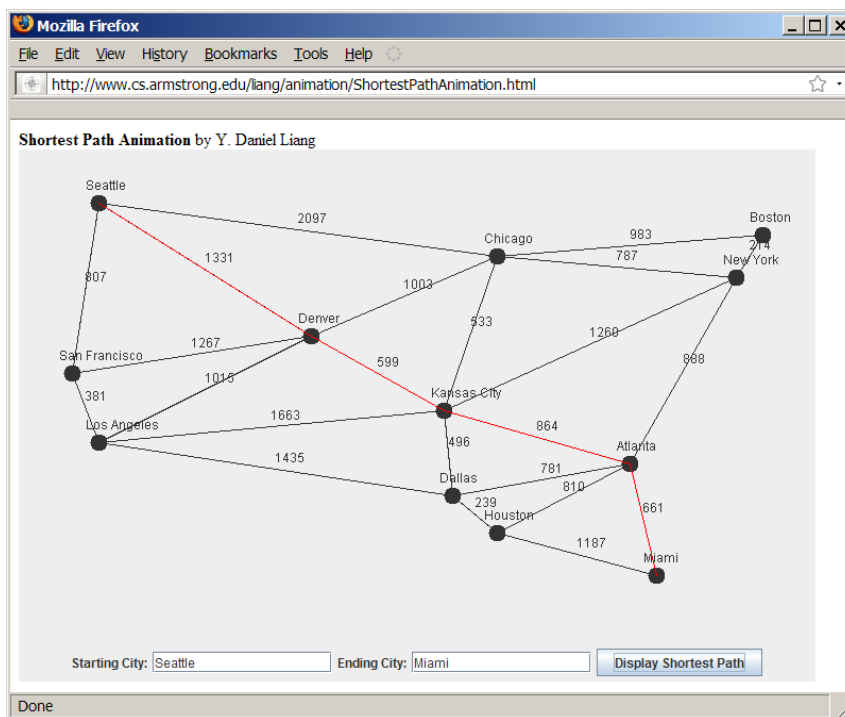 Mozilla Firefox
File Edit View History Bookmarks Tools Help
http://www.cs.armstrong.edu/liang/animation/ShortestPathAnimation.html
Shortest Path Animation by Y. Daniel Liang
Seattle
2097
Boston
Chicago
983
214
1331
787
New York
807
1003
Denver
533
1260
San Francisco
1267
599
888
1015
381
Kansas City
Los Angeles
1663
864
496
Atlanta
1435
781
Dallas
810
239
661
Houston
1187
Miami
Starting City: Seattle Ending City: Miami Display Shortest Path
Done